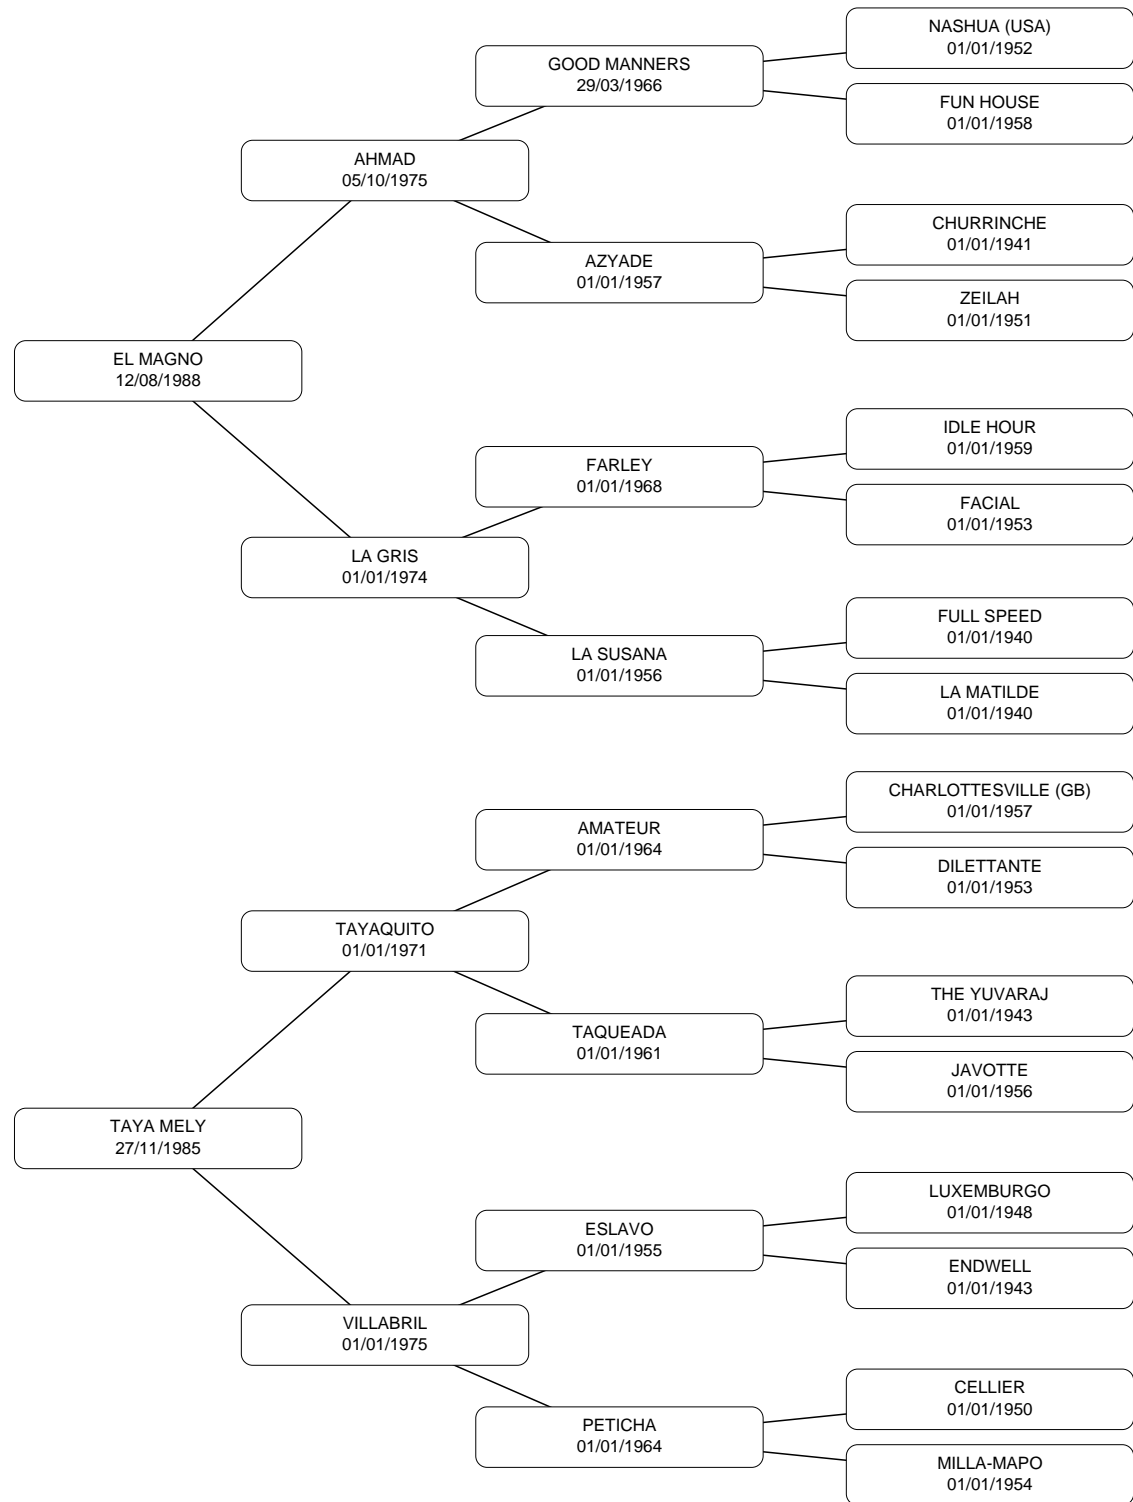 NASHUA (USA)
01/01/1952
GOOD MANNERS
29/03/1966
FUN HOUSE
01/01/1958
AHMAD
05/10/1975
CHURRINCHE
01/01/1941
AZYADE
01/01/1957
ZEILAH
01/01/1951
EL MAGNO
12/08/1988
IDLE HOUR
01/01/1959
FARLEY
01/01/1968
FACIAL
01/01/1953
LA GRIS
01/01/1974
FULL SPEED
01/01/1940
LA SUSANA
01/01/1956
LA MATILDE
01/01/1940
CHARLOTTESVILLE (GB)
01/01/1957
AMATEUR
01/01/1964
DILETTANTE
01/01/1953
TAYAQUITO
01/01/1971
THE YUVARAJ
01/01/1943
TAQUEADA
01/01/1961
JAVOTTE
01/01/1956
TAYA MELY
27/11/1985
LUXEMBURGO
01/01/1948
ESLAVO
01/01/1955
ENDWELL
01/01/1943
VILLABRIL
01/01/1975
CELLIER
01/01/1950
PETICHA
01/01/1964
MILLA-MAPO
01/01/1954